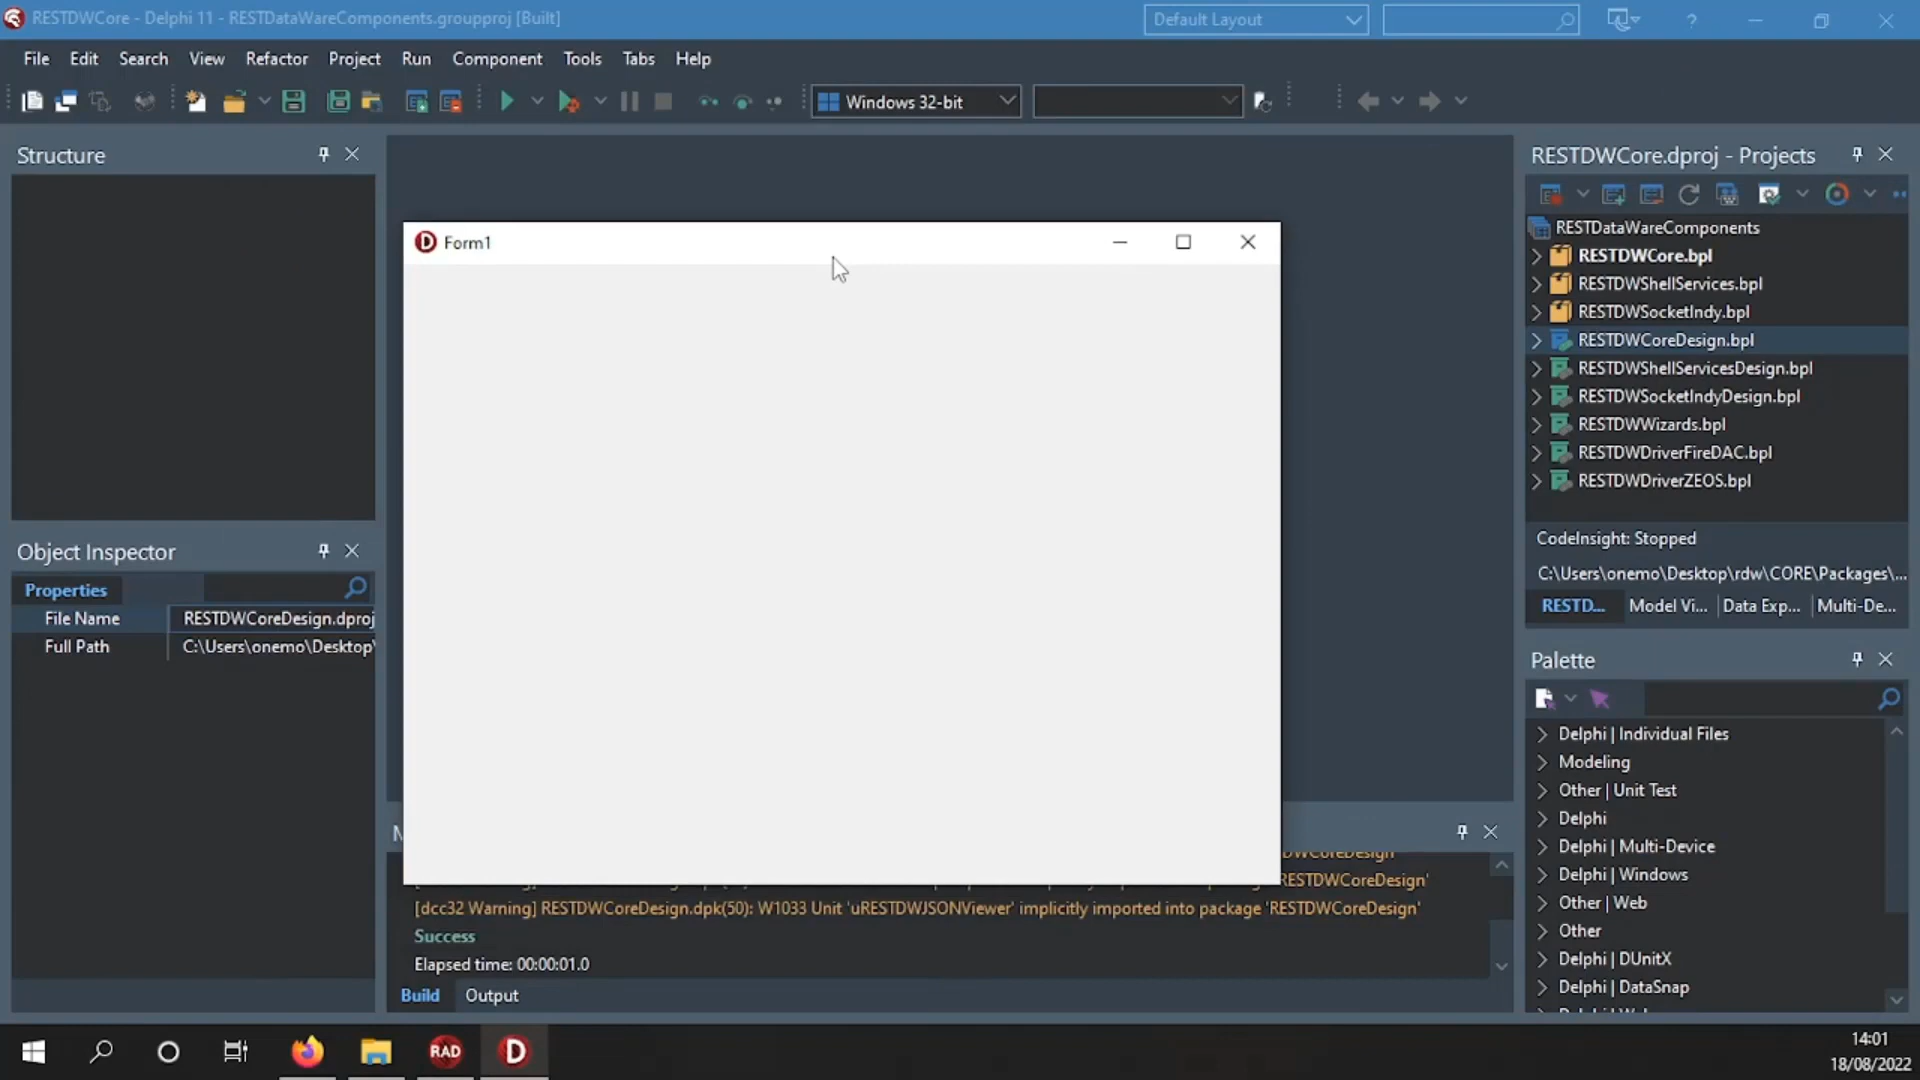 RESTDWCore - Delphi 11 - RESTDataWareComponents.groupproj [Built]
Default Layout
?
File Edit Search View Refactor Project Run Component Tools Tabs Help
Windows 32-bit
Structure
Form1
RESTDWCore.dproj - Projects
RESTDataWareComponents
RESTDWCore.bpl
RESTDWShellServices.bpl
RESTDWSocketIndy.bpl
RESTDWCoreDesign.bpl
RESTDWShellServicesDesign.bpl
RESTDWSocketIndyDesign.bpl
RESTDWWizards.bpl
RESTDWDriverFireDAC.bpl
RESTDWDriverZEOS.bpl
CodeInsight: Stopped
C:\Users\onemo\Desktop\rdw\CORE\Packages\...
RESTD... Model Vi... Data Exp... Multi-De...
Object Inspector
Properties
File Name RESTDWCoreDesign.dproj
Full Path C:\Users\onemo\Desktop\
Palette
Delphi | Individual Files
Modeling
Other | Unit Test
Delphi
Delphi | Multi-Device
Delphi | Windows
Other | Web
Other
Delphi | DUnitX
Delphi | DataSnap
RESTDWCoreDesign'
[dcc32 Warning] RESTDWCoreDesign.dpk(50): W1033 Unit 'uRESTDWJSONViewer' implicitly imported into package 'RESTDWCoreDesign'
Success
Elapsed time: 00:00:01.0
Build Output
RAD
D
14:01
18/08/2022